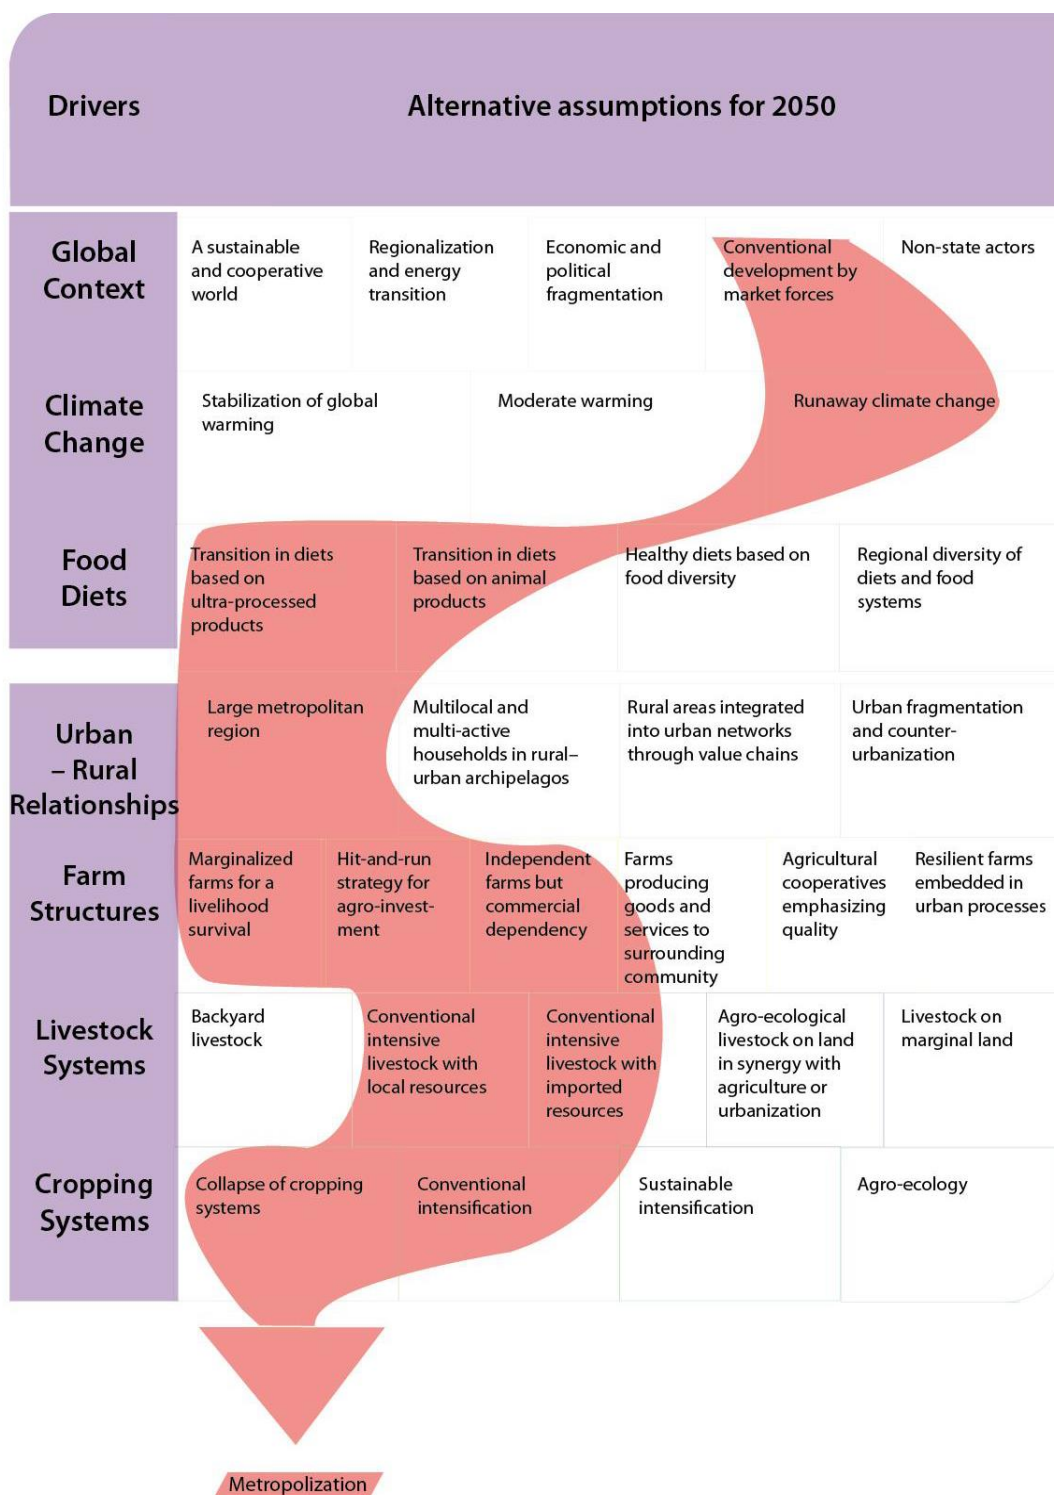 Drivers
Alternative assumptions for 2050
Global
Context
A sustainable
and cooperative
world
Regionalization
and energy
transition
Economic and
political
fragmentation
Conventional
development by
market forces
Non-state actors
Climate
Change
Stabilization of global
warming
Moderate warming
Runaway climate change
Food
Diets
Transition in diets
based on
ultra-processed
products
Transition in diets
based on animal
products
Healthy diets based on
food diversity
Regional diversity of
diets and food
systems
Urban
– Rural
Relationships
Large metropolitan
region
Multilocal and
multi-active
households in rural–
urban archipelagos
Rural areas integrated
into urban networks
through value chains
Urban fragmentation
and counter-
urbanization
Farm
Structures
Marginalized
farms for a
livelihood
survival
Hit-and-run
strategy for
agro-invest-
ment
Independent
farms but
commercial
dependency
Farms
producing
goods and
services to
surrounding
community
Agricultural
cooperatives
emphasizing
quality
Resilient farms
embedded in
urban processes
Livestock
Systems
Backyard
livestock
Conventional
intensive
livestock with
local resources
Conventional
intensive
livestock with
imported
resources
Agro-ecological
livestock on land
in synergy with
agriculture or
urbanization
Livestock on
marginal land
Cropping
Systems
Collapse of cropping
systems
Conventional
intensification
Sustainable
intensification
Agro-ecology
Metropolization